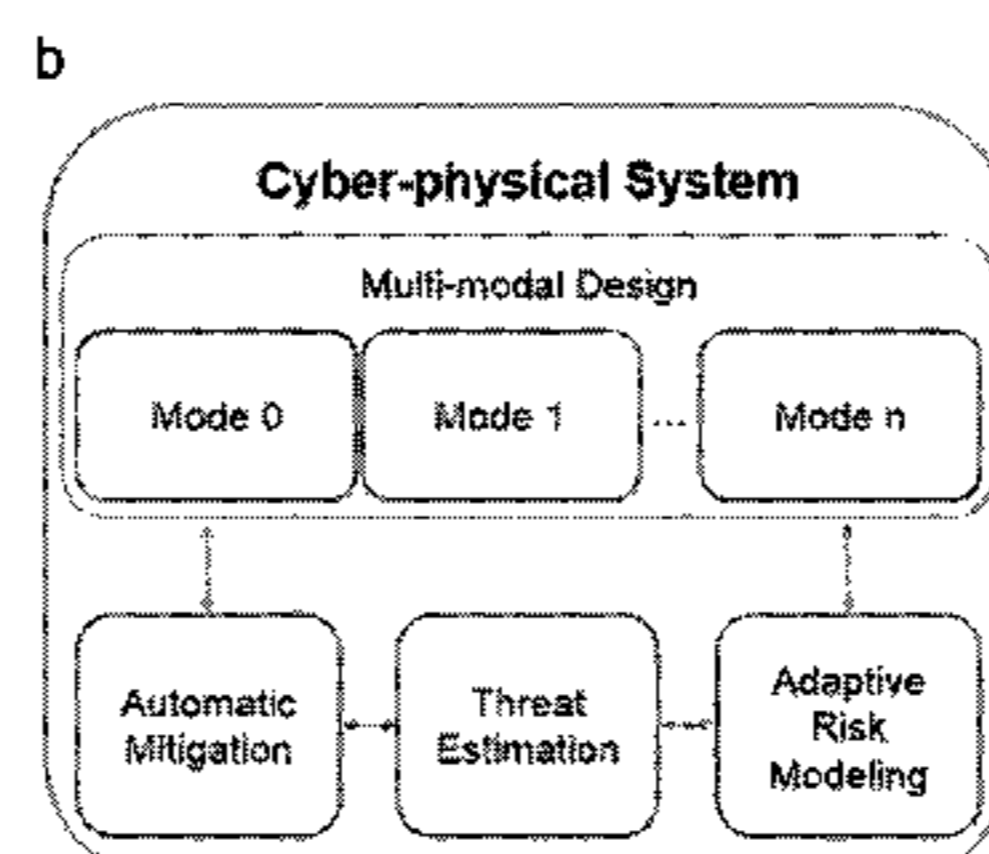 b
Cyber-physical System
Multi-modal Design
Mode 0
Mode 1
...
Mode n
Automatic
Mitigation
Threat
Estimation
Adaptive
Risk
Modeling